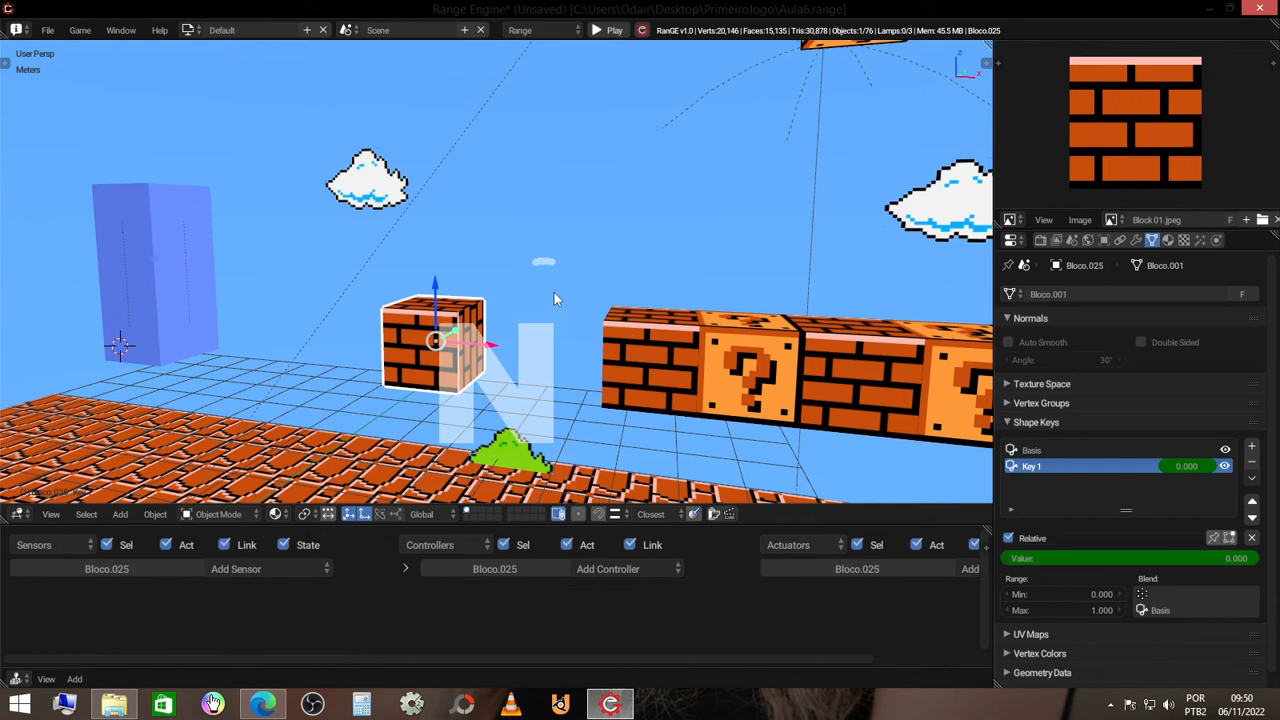 Range Engine* (Unsaved) [C:\Users\Odair\Desktop\PrimeiroJogo\Aula6.range]
File Game Window Help Default Scene Range Play RanGE v1.0 | Verts:20,146 | Faces:15,135 | Tris:30,878 | Objects:1/76 | Lamps:0/3 | Mem: 45.5 MB | Bloco.025
User Persp
Meters
z
x
N
View Image Block 01.jpeg F
Bloco.025 Bloco.001
Bloco.001 F
Normals
Auto Smooth Double Sided
Angle: 30°
Texture Space
Vertex Groups
Shape Keys
Basis
Key 1 0.000
Relative
Value: 0.000
Range: Blend:
Min: 0.000
Max: 1.000 Basis
UV Maps
Vertex Colors
Geometry Data
View Select Add Object Object Mode Global Closest
Sensors Sel Act Link State Controllers Sel Act Link Actuators Sel Act
Bloco.025 Add Sensor Bloco.025 Add Controller Bloco.025 Add
View Add
POR
PTB2
09:50
06/11/2022